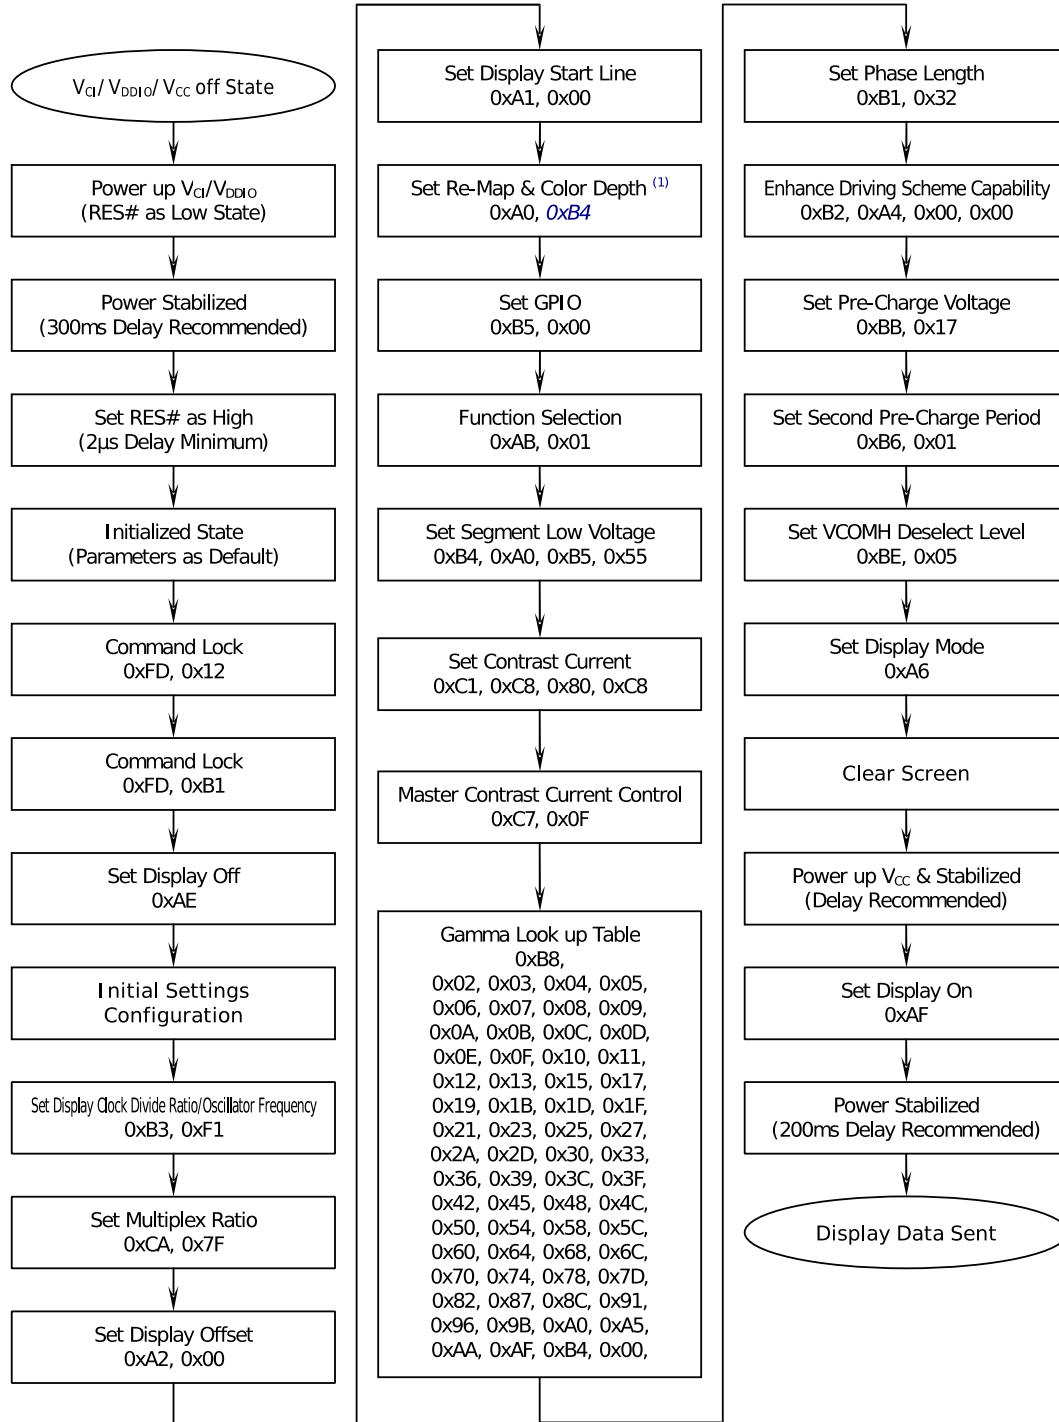 VCI/ VDDIO/ VCC off State
Power up VCI/VDDIO
(RES# as Low State)
Power Stabilized
(300ms Delay Recommended)
Set RES# as High
(2µs Delay Minimum)
Initialized State
(Parameters as Default)
Command Lock
0xFD, 0x12
Command Lock
0xFD, 0xB1
Set Display Off
0xAE
Initial Settings
Configuration
Set Display Clock Divide Ratio/Oscillator Frequency
0xB3, 0xF1
Set Multiplex Ratio
0xCA, 0x7F
Set Display Offset
0xA2, 0x00
Set Display Start Line
0xA1, 0x00
Set Re-Map & Color Depth (1)
0xA0, 0xB4
Set GPIO
0xB5, 0x00
Function Selection
0xAB, 0x01
Set Segment Low Voltage
0xB4, 0xA0, 0xB5, 0x55
Set Contrast Current
0xC1, 0xC8, 0x80, 0xC8
Master Contrast Current Control
0xC7, 0x0F
Gamma Look up Table
0xB8,
0x02, 0x03, 0x04, 0x05,
0x06, 0x07, 0x08, 0x09,
0x0A, 0x0B, 0x0C, 0x0D,
0x0E, 0x0F, 0x10, 0x11,
0x12, 0x13, 0x15, 0x17,
0x19, 0x1B, 0x1D, 0x1F,
0x21, 0x23, 0x25, 0x27,
0x2A, 0x2D, 0x30, 0x33,
0x36, 0x39, 0x3C, 0x3F,
0x42, 0x45, 0x48, 0x4C,
0x50, 0x54, 0x58, 0x5C,
0x60, 0x64, 0x68, 0x6C,
0x70, 0x74, 0x78, 0x7D,
0x82, 0x87, 0x8C, 0x91,
0x96, 0x9B, 0xA0, 0xA5,
0xAA, 0xAF, 0xB4, 0x00,
Set Phase Length
0xB1, 0x32
Enhance Driving Scheme Capability
0xB2, 0xA4, 0x00, 0x00
Set Pre-Charge Voltage
0xBB, 0x17
Set Second Pre-Charge Period
0xB6, 0x01
Set VCOMH Deselect Level
0xBE, 0x05
Set Display Mode
0xA6
Clear Screen
Power up VCC & Stabilized
(Delay Recommended)
Set Display On
0xAF
Power Stabilized
(200ms Delay Recommended)
Display Data Sent